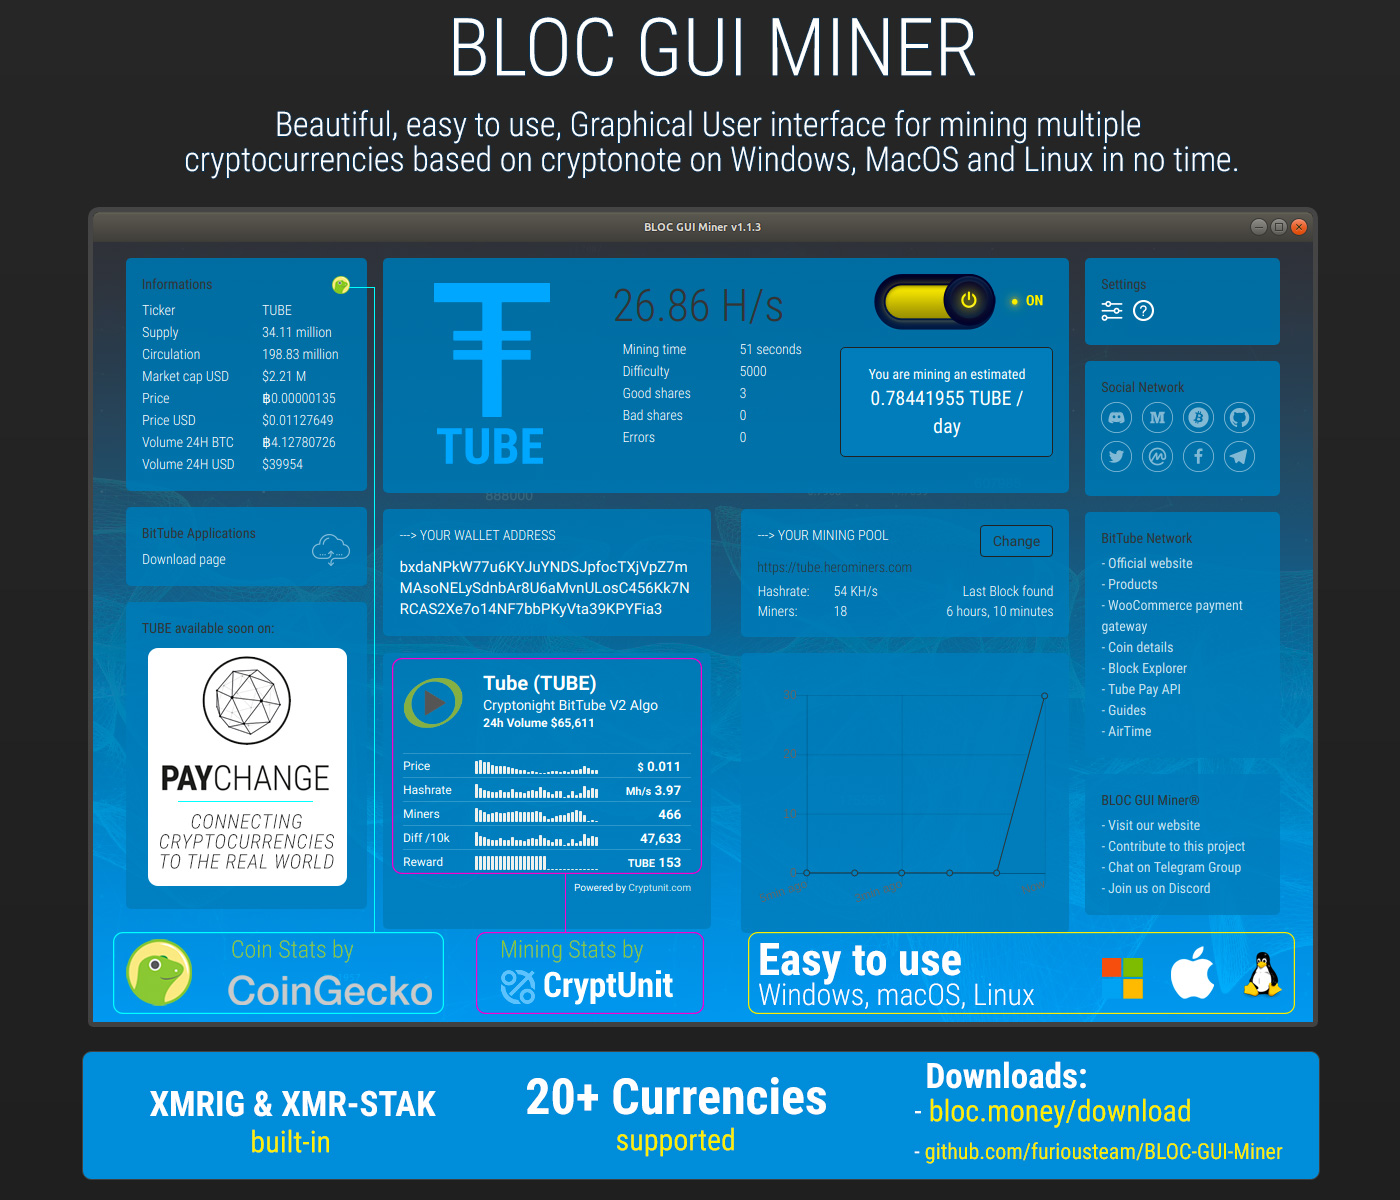 BLOC GUI MINER
Beautiful, easy to use, Graphical User interface for mining multiple
cryptocurrencies based on cryptonote on Windows, MacOS and Linux in no time.
BLOC GUI Miner v1.1.3
Informations
Ticker TUBE
Supply 34.11 million
Circulation 198.83 million
Market cap USD $2.21 M
Price ฿0.00000135
Price USD $0.01127649
Volume 24H BTC ฿4.12780726
Volume 24H USD $39954
BitTube Applications
Download page
TUBE available soon on:
PAYCHANGE
CONNECTING
CRYPTOCURRENCIES
TO THE REAL WORLD
TUBE
26.86 H/s
Mining time 51 seconds
Difficulty 5000
Good shares 3
Bad shares 0
Errors 0
ON
You are mining an estimated
0.78441955 TUBE /
day
---> YOUR WALLET ADDRESS
bxdaNPkW77u6KYJuYNDSJpfocTXjVpZ7m
MAsoNELySdnbAr8U6aMvnULosC456Kk7N
RCAS2Xe7o14NF7bbPKyVta39KPYFia3
---> YOUR MINING POOL
Change
https://tube.herominers.com
Hashrate: 54 KH/s Last Block found
Miners: 18 6 hours, 10 minutes
Tube (TUBE)
Cryptonight BitTube V2 Algo
24h Volume $65,611
Price $ 0.011
Hashrate Mh/s 3.97
Miners 466
Diff /10k 47,633
Reward TUBE 153
Powered by Cryptunit.com
Settings
Social Network
BitTube Network
- Official website
- Products
- WooCommerce payment
gateway
- Coin details
- Block Explorer
- Tube Pay API
- Guides
- AirTime
BLOC GUI Miner®
- Visit our website
- Contribute to this project
- Chat on Telegram Group
- Join us on Discord
Coin Stats by
CoinGecko
Mining Stats by
CryptUnit
Easy to use
Windows, macOS, Linux
XMRIG & XMR-STAK
built-in
20+ Currencies
supported
Downloads:
- bloc.money/download
- github.com/furiousteam/BLOC-GUI-Miner